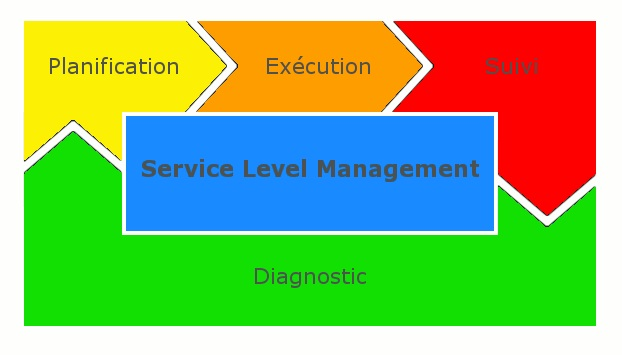 Planification
Exécution
Suivi
Service Level Management
Diagnostic